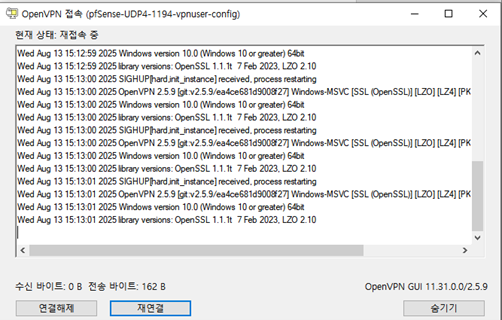 OpenVPN 접속 (pfSense-UDP4-1194-vpnuser-config)
현재 상태: 재접속 중
Wed Aug 13 15:12:59 2025 Windows version 10.0 (Windows 10 or greater) 64bit
Wed Aug 13 15:12:59 2025 library versions: OpenSSL 1.1.1t  7 Feb 2023, LZO 2.10
Wed Aug 13 15:13:00 2025 SIGHUP[hard,init_instance] received, process restarting
Wed Aug 13 15:13:00 2025 OpenVPN 2.5.9 [git:v2.5.9/ea4ce681d9008f27] Windows-MSVC [SSL (OpenSSL)] [LZO] [LZ4] [PK
Wed Aug 13 15:13:00 2025 Windows version 10.0 (Windows 10 or greater) 64bit
Wed Aug 13 15:13:00 2025 library versions: OpenSSL 1.1.1t  7 Feb 2023, LZO 2.10
Wed Aug 13 15:13:00 2025 SIGHUP[hard,init_instance] received, process restarting
Wed Aug 13 15:13:00 2025 OpenVPN 2.5.9 [git:v2.5.9/ea4ce681d9008f27] Windows-MSVC [SSL (OpenSSL)] [LZO] [LZ4] [PK
Wed Aug 13 15:13:00 2025 Windows version 10.0 (Windows 10 or greater) 64bit
Wed Aug 13 15:13:00 2025 library versions: OpenSSL 1.1.1t  7 Feb 2023, LZO 2.10
Wed Aug 13 15:13:01 2025 SIGHUP[hard,init_instance] received, process restarting
Wed Aug 13 15:13:01 2025 OpenVPN 2.5.9 [git:v2.5.9/ea4ce681d9008f27] Windows-MSVC [SSL (OpenSSL)] [LZO] [LZ4] [PK
Wed Aug 13 15:13:01 2025 Windows version 10.0 (Windows 10 or greater) 64bit
Wed Aug 13 15:13:01 2025 library versions: OpenSSL 1.1.1t  7 Feb 2023, LZO 2.10
수신 바이트: 0 B  전송 바이트: 162 B
OpenVPN GUI 11.31.0.0/2.5.9
연결해제
재연결
숨기기